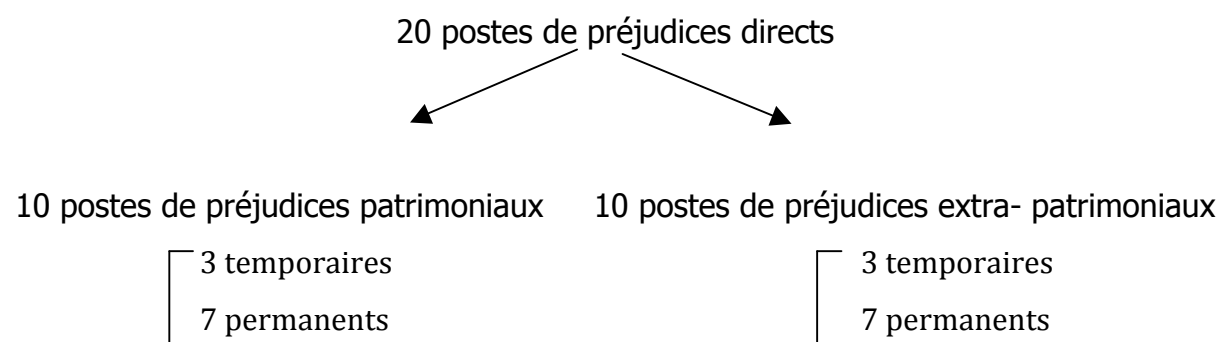 20 postes de préjudices directs
10 postes de préjudices patrimoniaux
3 temporaires
7 permanents
10 postes de préjudices extra- patrimoniaux
3 temporaires
7 permanents